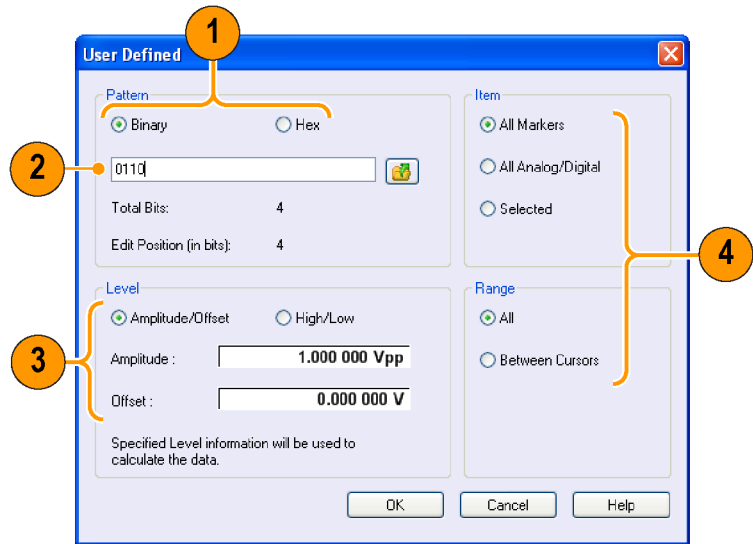 1
User Defined
Pattern
Binary
Hex
2
0110
Total Bits: 4
Edit Position (in bits): 4
Item
All Markers
All Analog/Digital
Selected
4
Level
Amplitude/Offset
High/Low
3
Amplitude : 1.000 000 Vpp
Offset : 0.000 000 V
Specified Level information will be used to
calculate the data.
Range
All
Between Cursors
OK
Cancel
Help